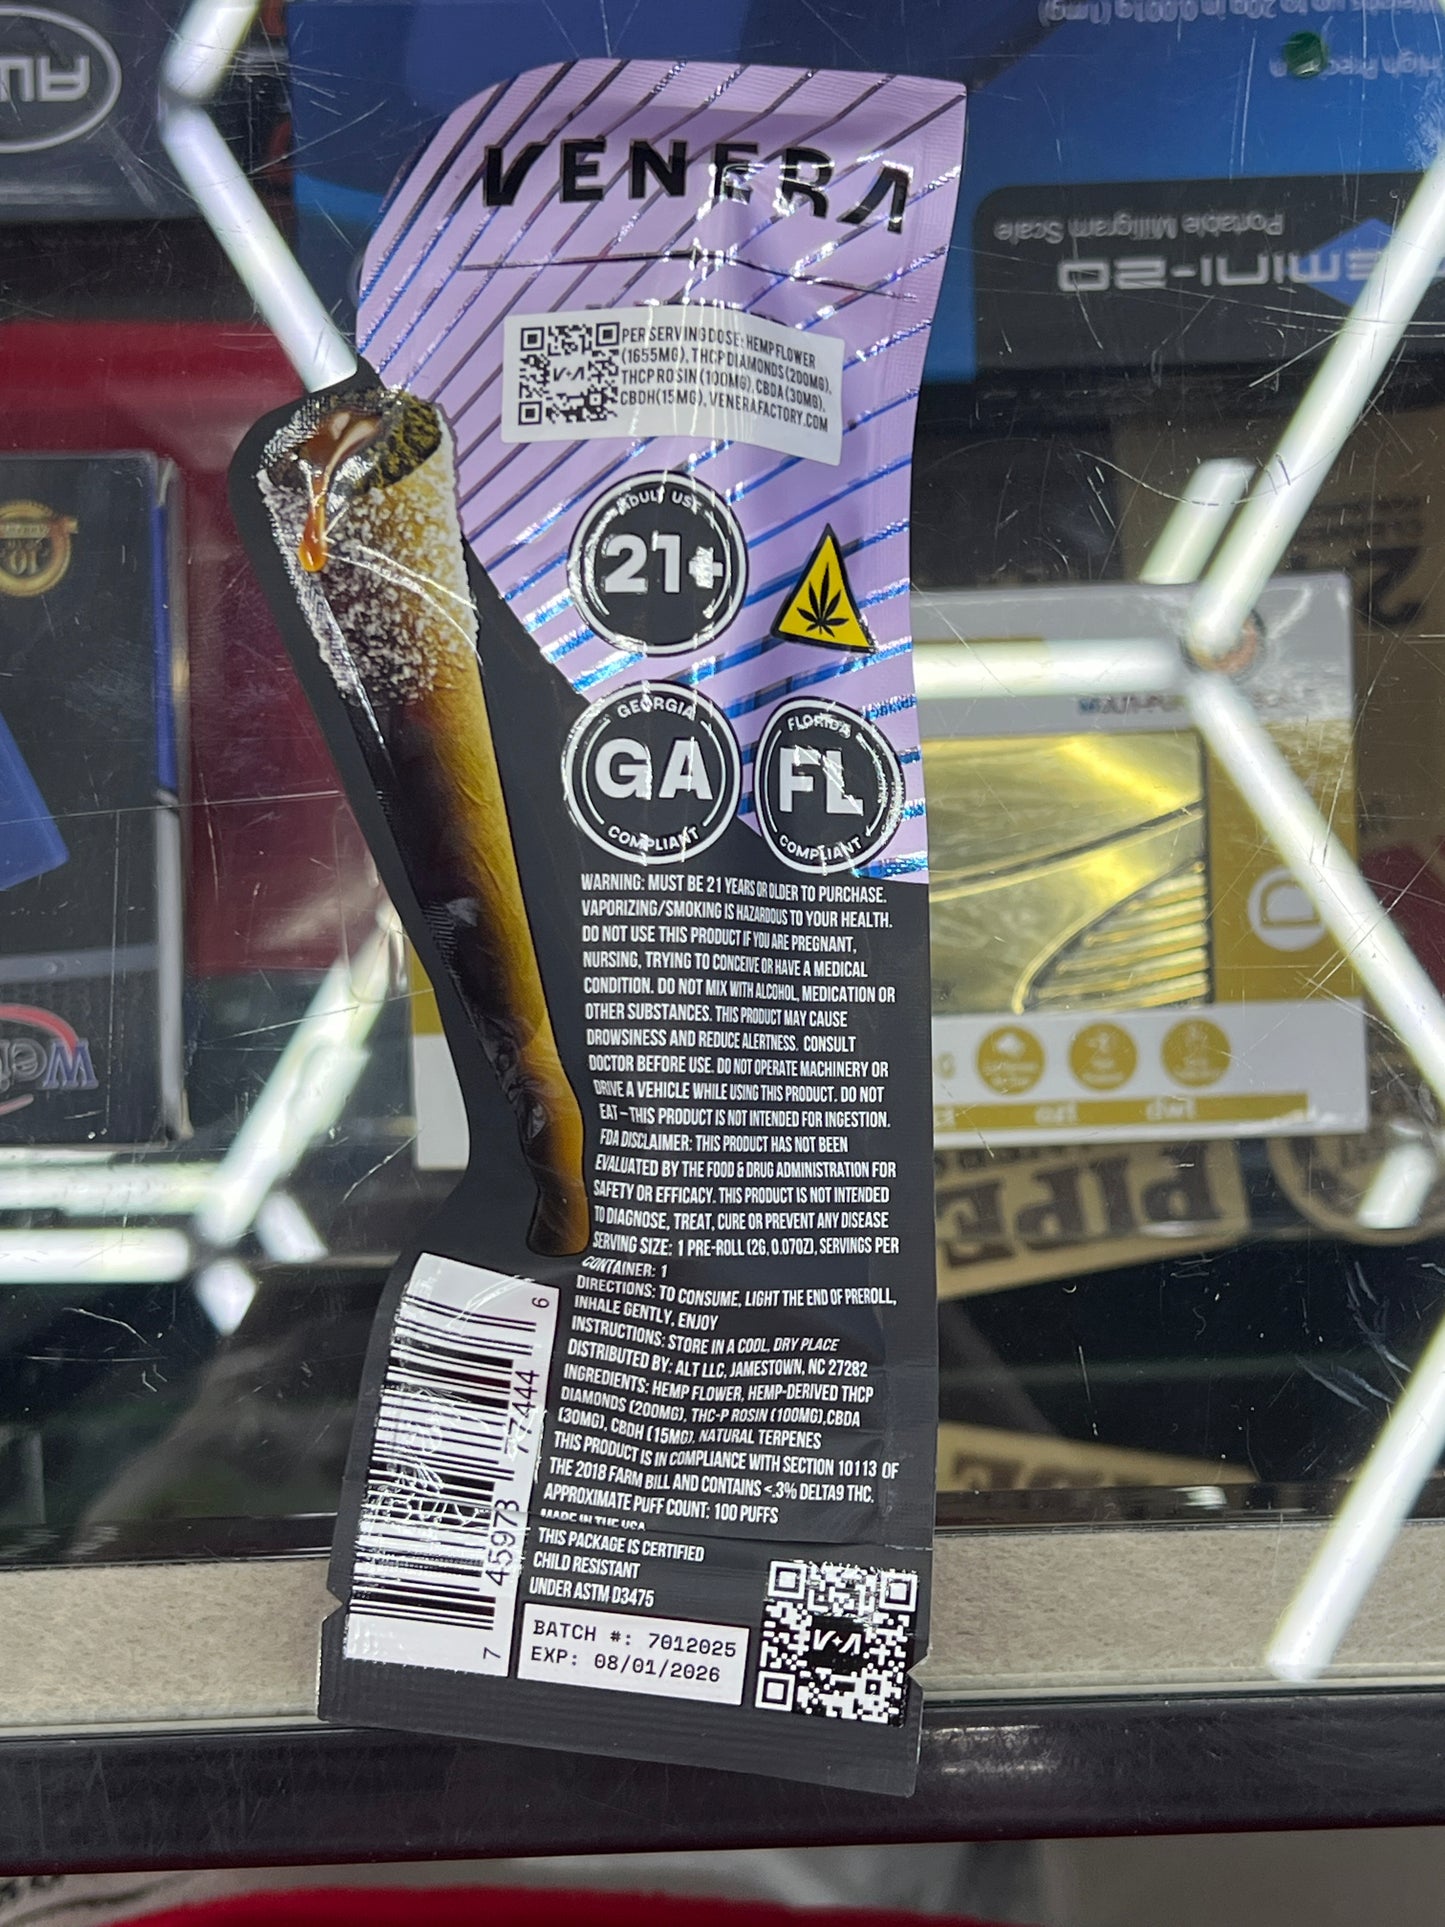 VENERA
PER SERVING DOSE: HEMP FLOWER
(1655MG), THCP DIAMONDS (200MG),
THCP ROSIN (100MG), CBDA (30MG),
CBDH (15MG), VENERAFACTORY.COM
ADULT USE
21+
GEORGIA
GA
COMPLIANT
FLORIDA
FL
COMPLIANT
WARNING: MUST BE 21 YEARS OR OLDER TO PURCHASE.
VAPORIZING/SMOKING IS HAZARDOUS TO YOUR HEALTH.
DO NOT USE THIS PRODUCT IF YOU ARE PREGNANT,
NURSING, TRYING TO CONCEIVE OR HAVE A MEDICAL
CONDITION. DO NOT MIX WITH ALCOHOL, MEDICATION OR
OTHER SUBSTANCES. THIS PRODUCT MAY CAUSE
DROWSINESS AND REDUCE ALERTNESS. CONSULT
DOCTOR BEFORE USE. DO NOT OPERATE MACHINERY OR
DRIVE A VEHICLE WHILE USING THIS PRODUCT. DO NOT
EAT – THIS PRODUCT IS NOT INTENDED FOR INGESTION.
FDA DISCLAIMER: THIS PRODUCT HAS NOT BEEN
EVALUATED BY THE FOOD & DRUG ADMINISTRATION FOR
SAFETY OR EFFICACY. THIS PRODUCT IS NOT INTENDED
TO DIAGNOSE, TREAT, CURE OR PREVENT ANY DISEASE
SERVING SIZE: 1 PRE-ROLL (2G, 0.07OZ), SERVINGS PER
CONTAINER: 1
DIRECTIONS: TO CONSUME, LIGHT THE END OF PREROLL,
INHALE GENTLY, ENJOY
INSTRUCTIONS: STORE IN A COOL, DRY PLACE
DISTRIBUTED BY: ALT LLC, JAMESTOWN, NC 27282
INGREDIENTS: HEMP FLOWER, HEMP-DERIVED THCP
DIAMONDS (200MG), THC-P ROSIN (100MG),CBDA
(30MG), CBDH (15MG), NATURAL TERPENES
THIS PRODUCT IS IN COMPLIANCE WITH SECTION 10113 OF
THE 2018 FARM BILL AND CONTAINS <.3% DELTA9 THC.
APPROXIMATE PUFF COUNT: 100 PUFFS
MADE IN THE USA
THIS PACKAGE IS CERTIFIED
CHILD RESISTANT
UNDER ASTM D3475
BATCH #: 7012025
EXP: 08/01/2026
7 45973 77444 6
High Precision
Portable Milligram Scale
GEMINI-20
AWS
PIPE